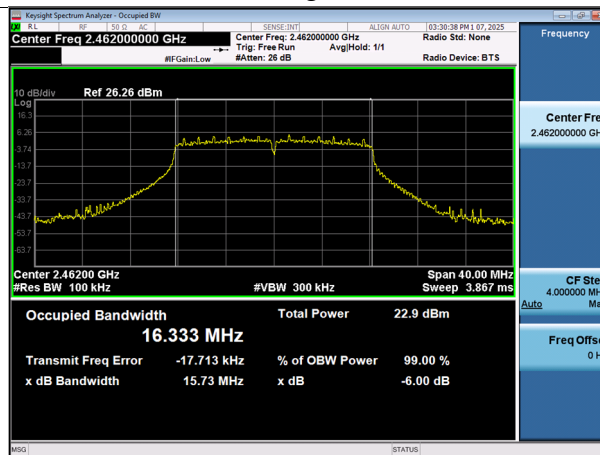 Keysight Spectrum Analyzer - Occupied BW
RL RF 50 Ω AC SENSE:INT ALIGN AUTO 03:30:38 PM 1 07, 2025
Center Freq 2.462000000 GHz
Center Freq: 2.462000000 GHz
Radio Std: None
Trig: Free Run Avg|Hold: 1/1
#IFGain:Low
#Atten: 26 dB
Radio Device: BTS
Frequency
10 dB/div Ref 26.26 dBm
Log
16.3
6.26
-3.74
-13.7
-23.7
-33.7
-43.7
-53.7
-63.7
Center Fre
2.462000000 GH
Center 2.46200 GHz
Span 40.00 MHz
#Res BW 100 kHz
#VBW 300 kHz
Sweep 3.867 ms
CF Ste
4.000000 MH
Auto Ma
Occupied Bandwidth
16.333 MHz
Total Power 22.9 dBm
Transmit Freq Error -17.713 kHz
% of OBW Power 99.00 %
x dB Bandwidth 15.73 MHz
x dB -6.00 dB
Freq Offs
0 H
MSG
STATUS